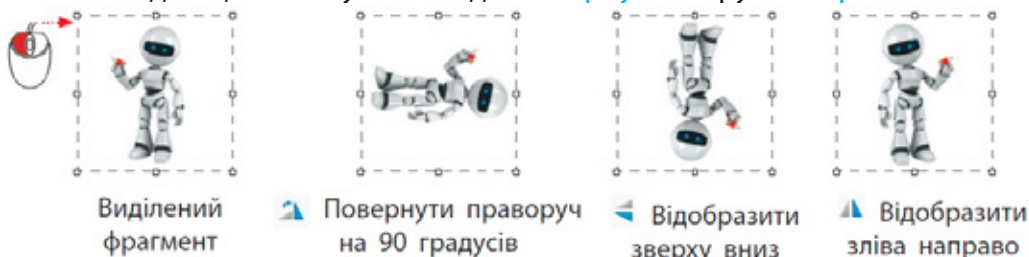 Виділений
фрагмент
Повернути праворуч
на 90 градусів
Відобразити
зверху вниз
Відобразити
зліва направо